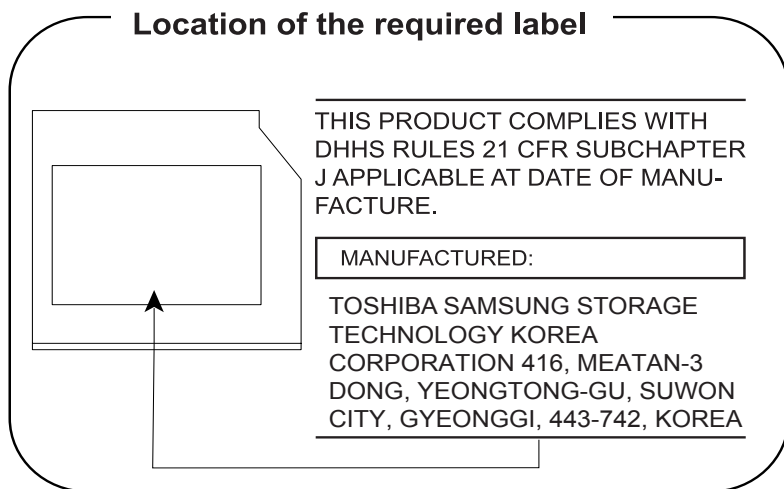 Location of the required label
THIS PRODUCT COMPLIES WITH
DHHS RULES 21 CFR SUBCHAPTER
J APPLICABLE AT DATE OF MANU-
FACTURE.
MANUFACTURED:
TOSHIBA SAMSUNG STORAGE
TECHNOLOGY KOREA
CORPORATION 416, MEATAN-3
DONG, YEONGTONG-GU, SUWON
CITY, GYEONGGI, 443-742, KOREA